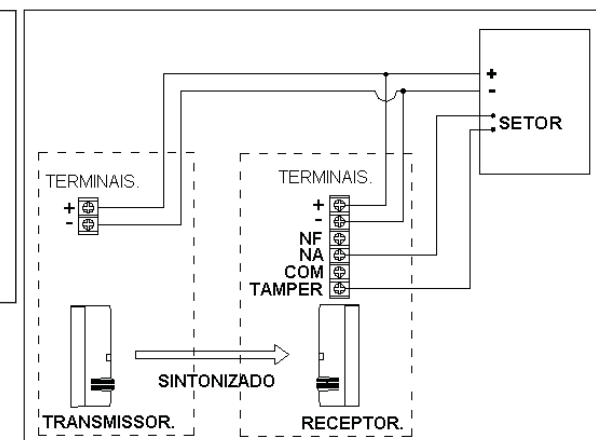 +
-
SETOR
TERMINAIS.
+
-
TERMINAIS.
+
-
NF
NA
COM
TAMPER
SINTONIZADO
TRANSMISSOR.
RECEPTOR.